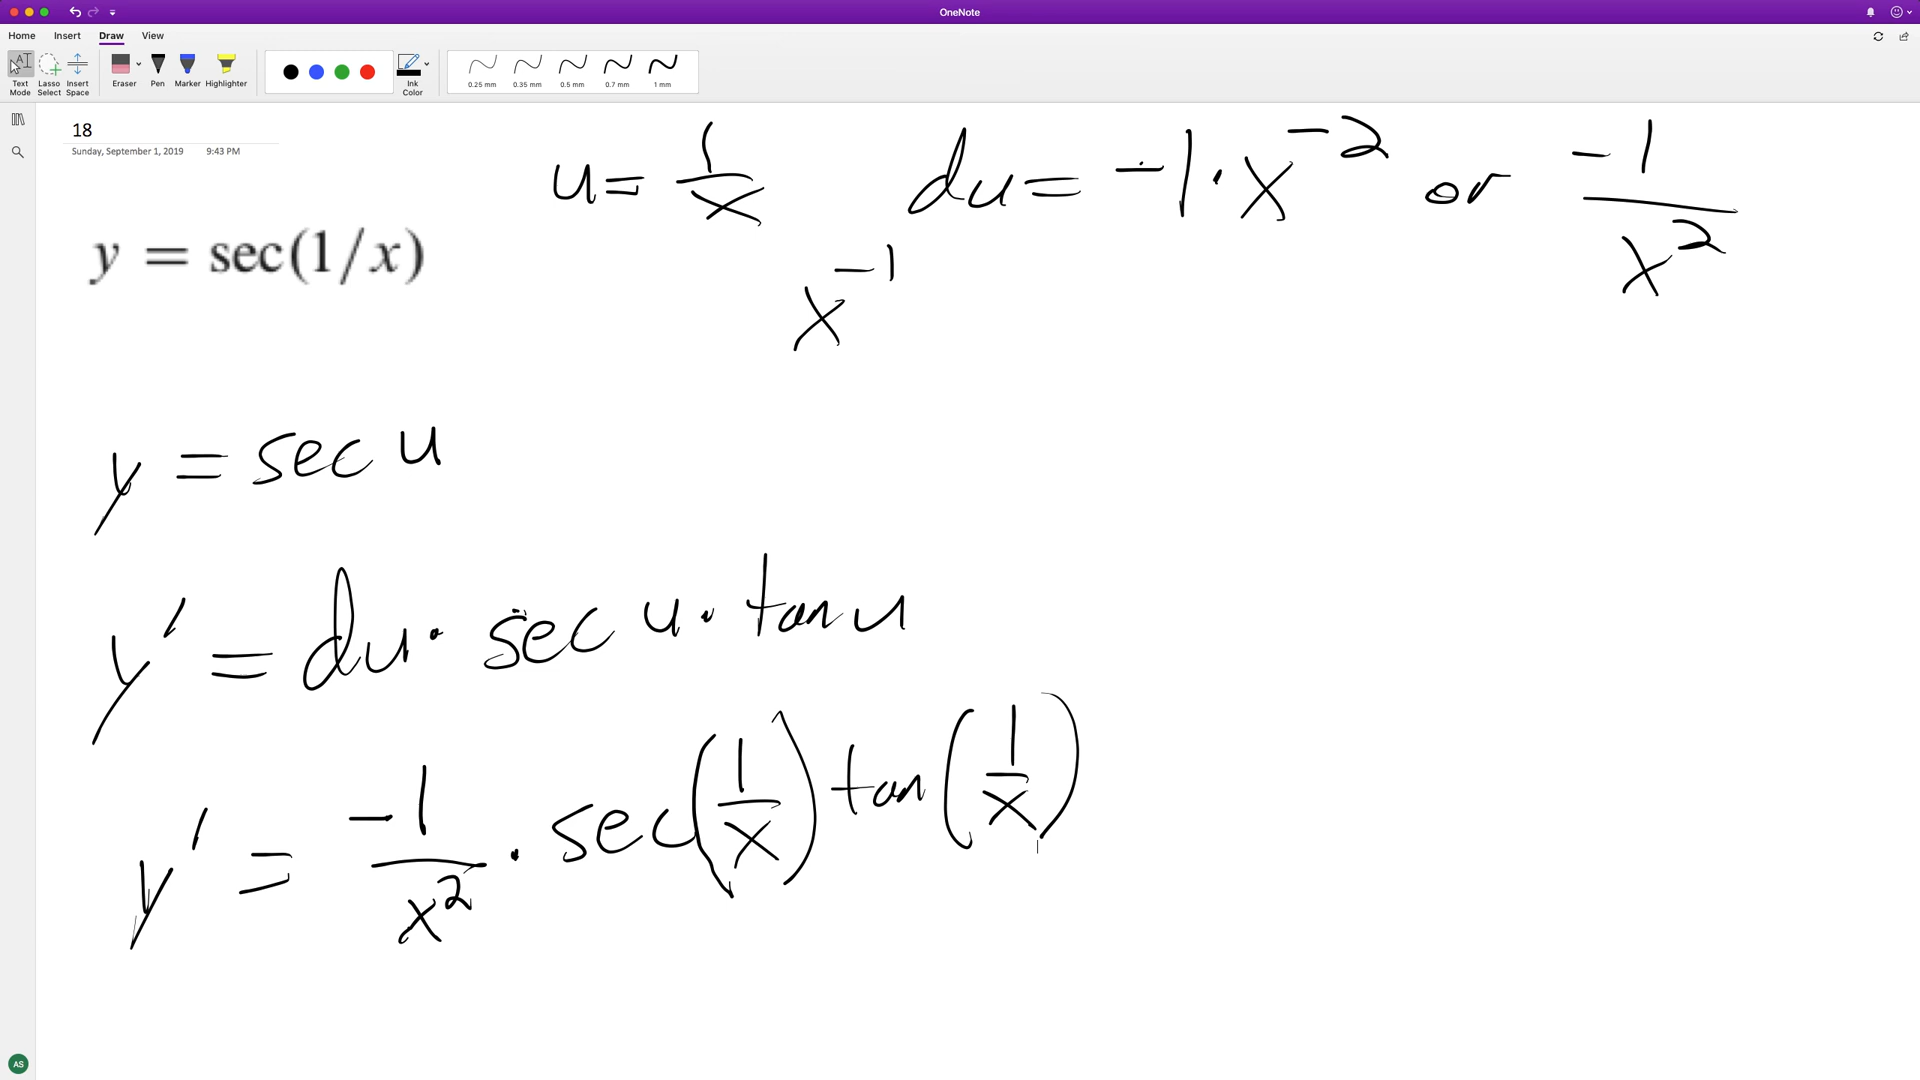 OneNote
Home Insert Draw View
Text Mode Lasso Select Insert Space Eraser Pen Marker Highlighter Ink Color 0.25 mm 0.35 mm 0.5 mm 0.7 mm 1 mm
18
Sunday, September 1, 2019 9:43 PM
u = 1/x du = -1·x^-2 or -1/x^2
x^-1
y = sec(1/x)
y = sec u
y' = du · sec u · tan u
y' = -1/x^2 · sec(1/x) tan(1/x)
AS